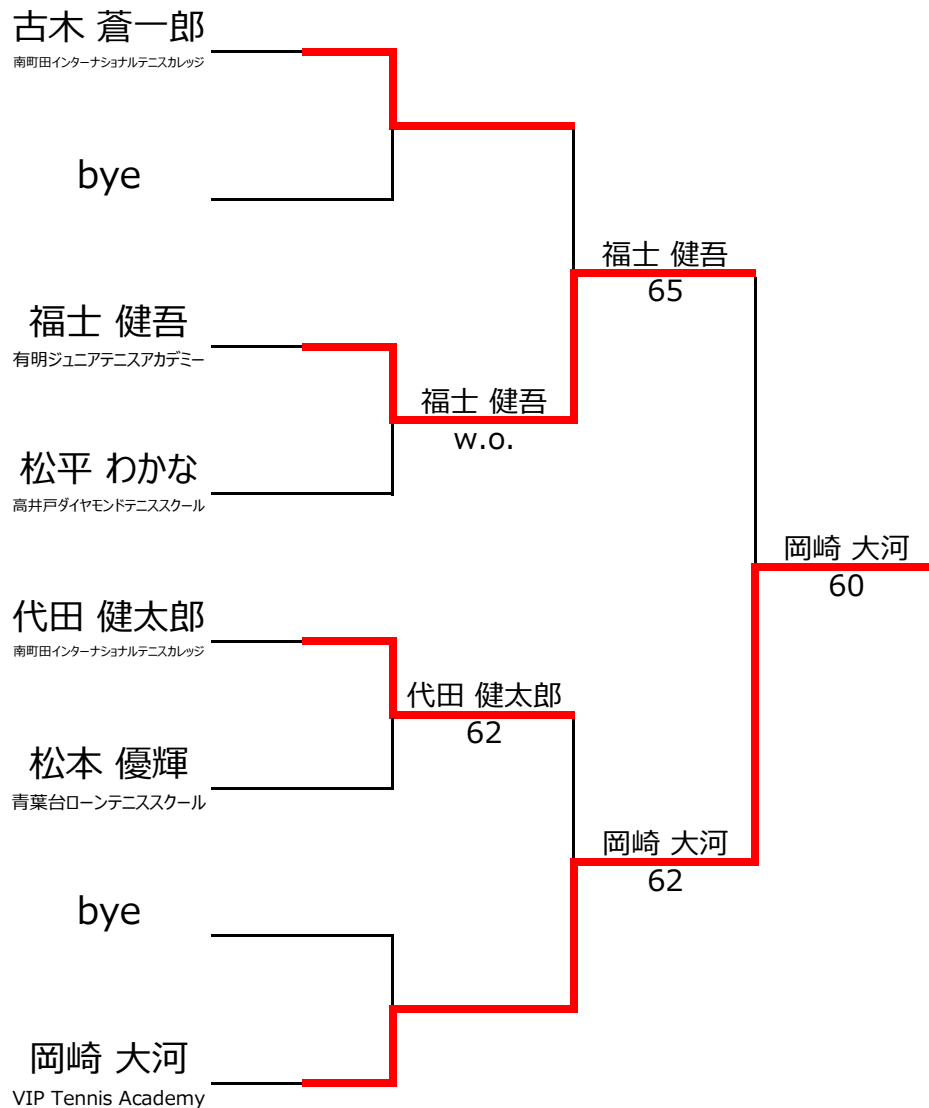 古木 蒼一郎
南町田インターナショナルテニスカレッジ
bye
福士 健吾
有明ジュニアテニスアカデミー
松平 わかな
高井戸ダイヤモンドテニススクール
代田 健太郎
南町田インターナショナルテニスカレッジ
松本 優輝
青葉台ローンテニススクール
bye
岡崎 大河
VIP Tennis Academy
福士 健吾
w.o.
代田 健太郎
62
福士 健吾
65
岡崎 大河
62
岡崎 大河
60